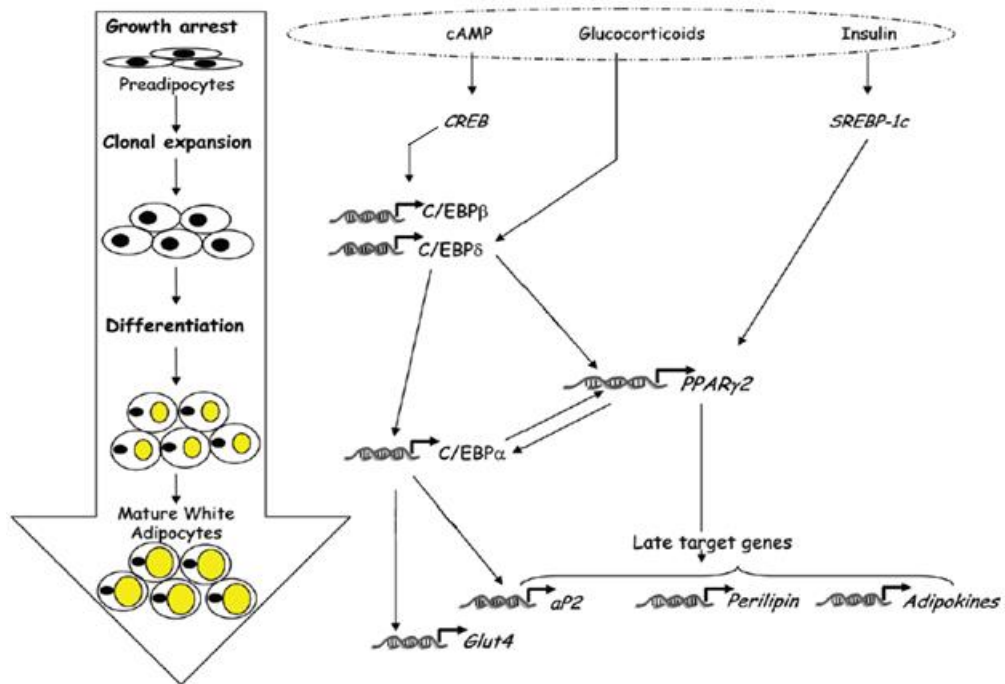 Growth arrest
Preadipocytes
Clonal expansion
Differentiation
Mature White
Adipocytes
cAMP
Glucocorticoids
Insulin
CREB
SREBP-1c
C/EBPβ
C/EBPδ
PPARγ2
C/EBPα
Late target genes
aP2
Perilipin
Adipokines
Glut4